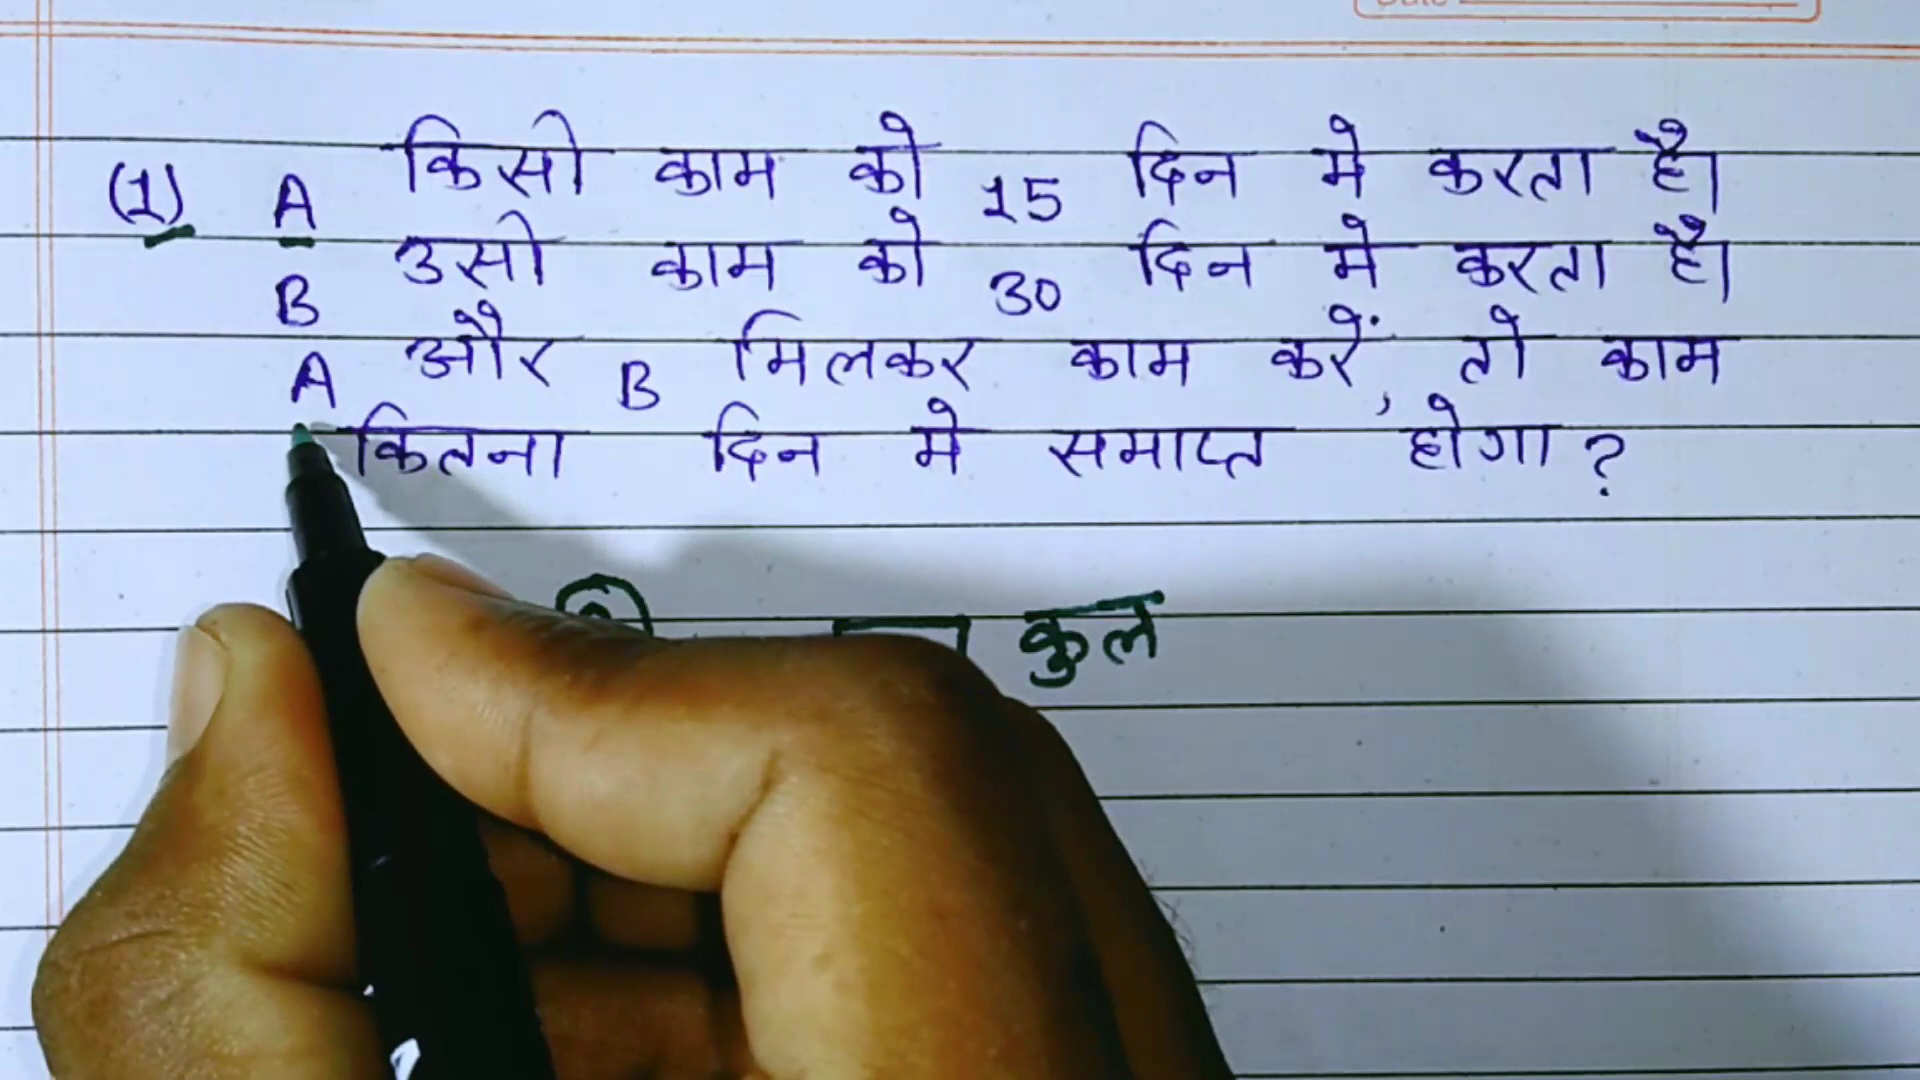 (1) A किसी काम को 15 दिन मे करता है।
B उसी काम को 30 दिन मे करता है।
A और B मिलकर काम करें, तो काम
कितना दिन मे समाप्त होगा?
कुल